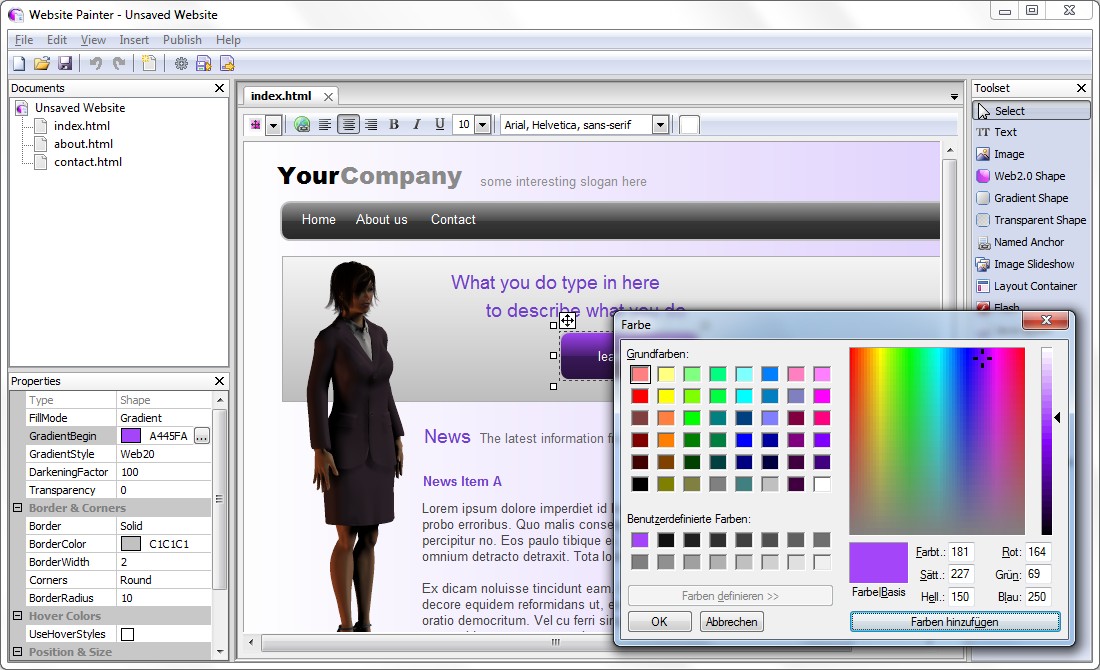 Website Painter - Unsaved Website
File Edit View Insert Publish Help
Documents
Unsaved Website
index.html
about.html
contact.html
Properties
Type Shape
FillMode Gradient
GradientBegin A445FA ...
GradientStyle Web20
DarkeningFactor 100
Transparency 0
Border & Corners
Border Solid
BorderColor C1C1C1
BorderWidth 2
Corners Round
BorderRadius 10
Hover Colors
UseHoverStyles
Position & Size
index.html
B I U 10 Arial, Helvetica, sans-serif
YourCompany some interesting slogan here
Home About us Contact
What you do type in here
to describe what you do
lea
News The latest information f
News Item A
Lorem ipsum dolore imperdiet id
probo erroribus. Quo malis conse
percipitur no. Eos paulo tibique e
omnium detracto detraxit. Tota lo
Ex dicam noluisse tincidunt eam.
decore equidem reformidans ut, e
oratio democritum. Vel cu ferri sin
Toolset
Select
TT Text
Image
Web2.0 Shape
Gradient Shape
Transparent Shape
Named Anchor
Image Slideshow
Layout Container
Flash
Farbe
Grundfarben:
Benutzerdefinierte Farben:
Farben definieren >>
OK Abbrechen
Farbe|Basis
Farbt.: 181 Rot: 164
Sätt.: 227 Grün: 69
Hell.: 150 Blau: 250
Farben hinzufügen